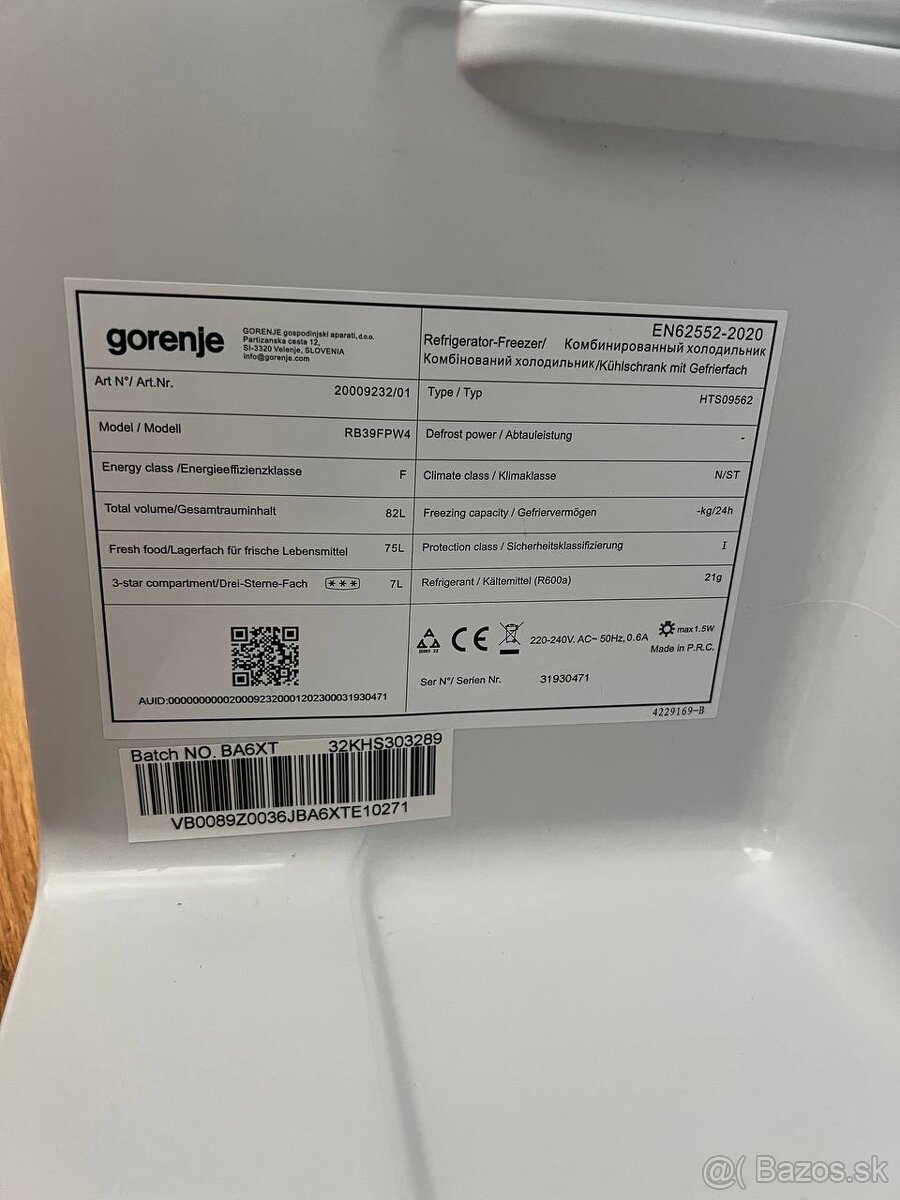 gorenje
GORENJE gospodinjski aparati, d.o.o.
Partizanska cesta 12,
SI-3320 Velenje, SLOVENIA
info@gorenje.com
EN62552-2020
Refrigerator-Freezer/ Комбинированный холодильник
Комбінований холодильник/Kühlschrank mit Gefrierfach
Art N°/ Art.Nr. 20009232/01
Type / Typ HTS09562
Model / Modell RB39FPW4
Defrost power / Abtauleistung -
Energy class /Energieeffizienzklasse F
Climate class / Klimaklasse N/ST
Total volume/Gesamtrauminhalt 82L
Freezing capacity / Gefriervermögen -kg/24h
Fresh food/Lagerfach für frische Lebensmittel 75L
Protection class / Sicherheitsklassifizierung I
3-star compartment/Drei-Sterne-Fach *** 7L
Refrigerant / Kältemittel (R600a) 21g
CE 220-240V. AC~ 50Hz, 0.6A max1.5W
Made in P.R.C.
Ser N°/ Serien Nr. 31930471
AUID:0000000000200092320001202300031930471
4229169-B
Batch NO. BA6XT 32KHS303289
VB0089Z0036JBA6XTE10271
@( Bazos.sk